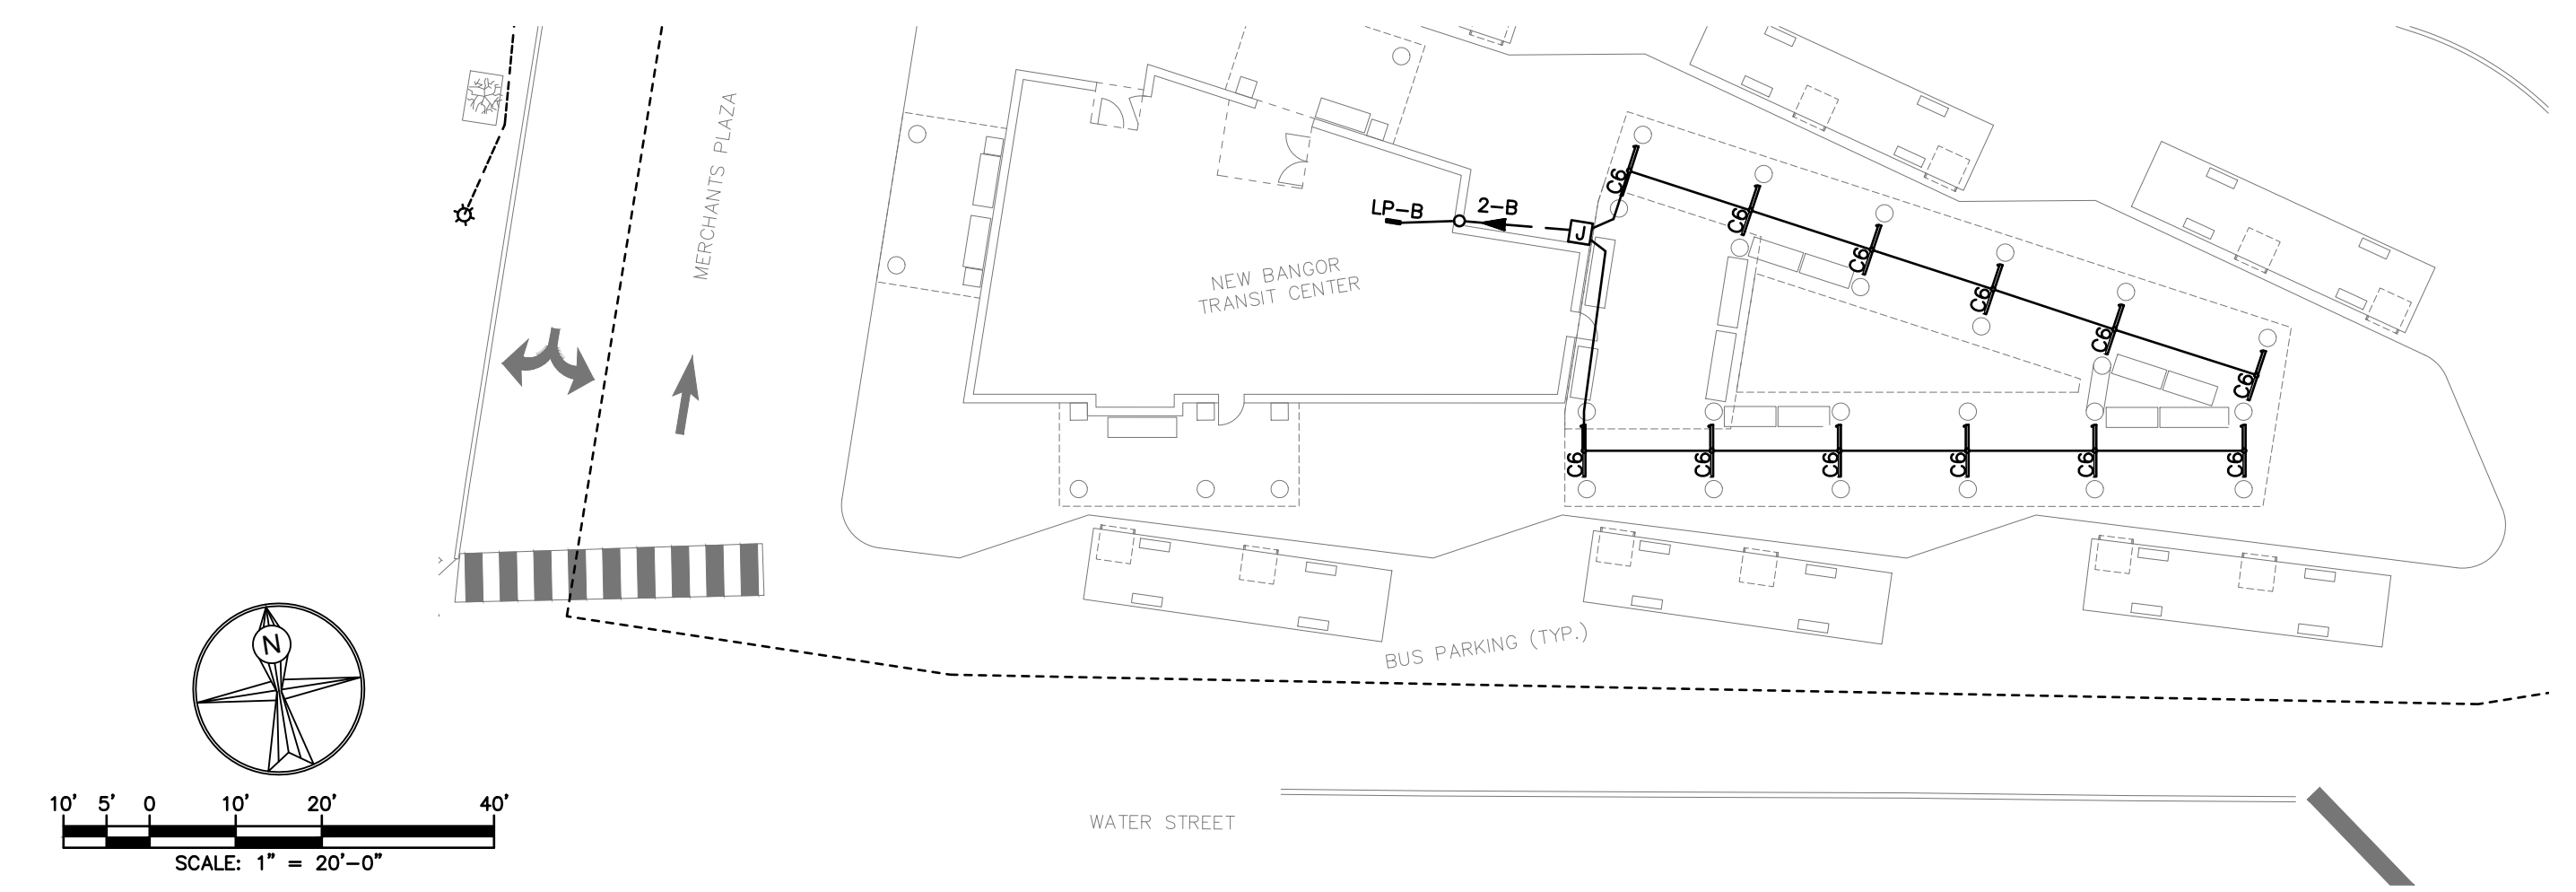 MERCHANTS PLAZA
LP-B
2-B
J
C6
C6
C6
C6
C6
C6
NEW BANGOR
TRANSIT CENTER
C6
C6
C6
C6
C6
C6
BUS PARKING (TYP.)
N
10' 5' 0 10' 20' 40'
SCALE: 1" = 20'-0"
WATER STREET